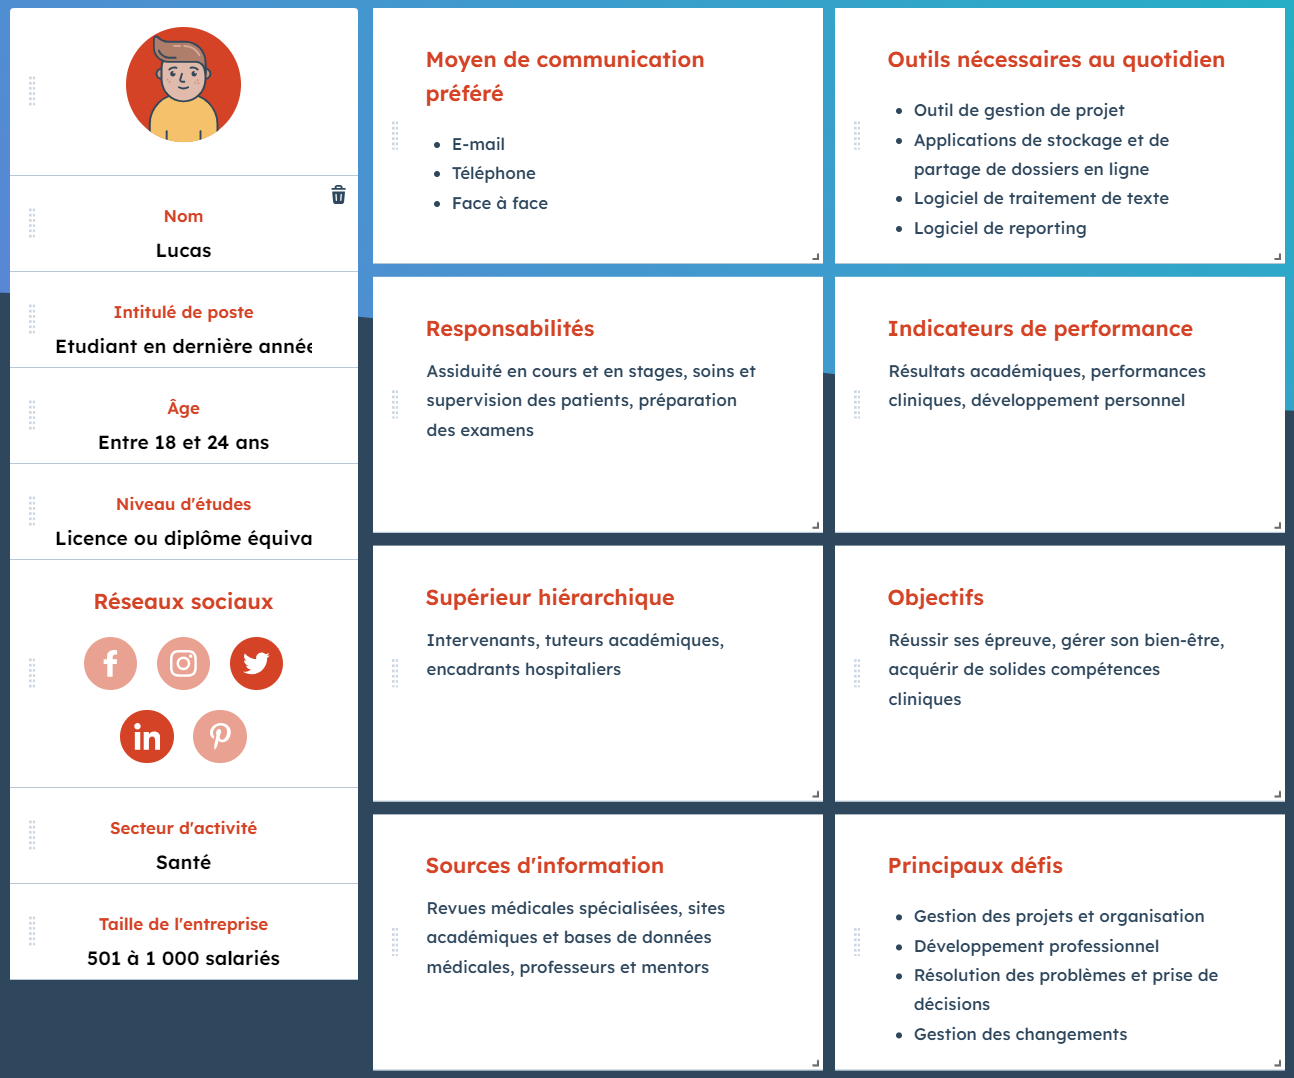 Nom
Lucas
Intitulé de poste
Etudiant en dernière année
Âge
Entre 18 et 24 ans
Niveau d'études
Licence ou diplôme équiva
Réseaux sociaux
Secteur d'activité
Santé
Taille de l'entreprise
501 à 1 000 salariés
Moyen de communication
préféré
E-mail
Téléphone
Face à face
Outils nécessaires au quotidien
Outil de gestion de projet
Applications de stockage et de
partage de dossiers en ligne
Logiciel de traitement de texte
Logiciel de reporting
Responsabilités
Assiduité en cours et en stages, soins et
supervision des patients, préparation
des examens
Indicateurs de performance
Résultats académiques, performances
cliniques, développement personnel
Supérieur hiérarchique
Intervenants, tuteurs académiques,
encadrants hospitaliers
Objectifs
Réussir ses épreuve, gérer son bien-être,
acquérir de solides compétences
cliniques
Sources d'information
Revues médicales spécialisées, sites
académiques et bases de données
médicales, professeurs et mentors
Principaux défis
Gestion des projets et organisation
Développement professionnel
Résolution des problèmes et prise de
décisions
Gestion des changements